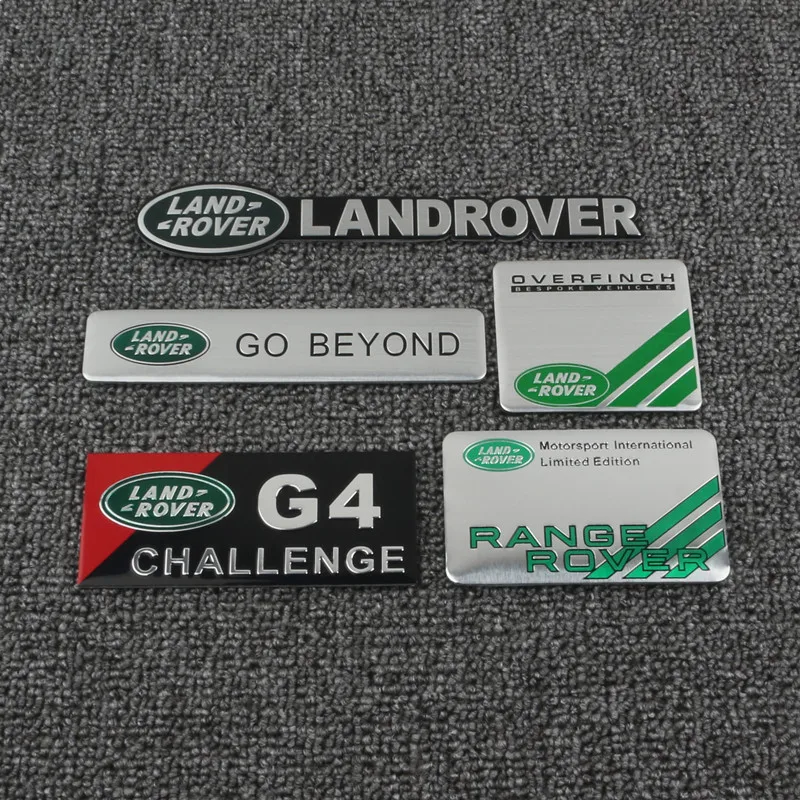 LAND-
-ROVER
LANDROVER
OVERFINCH
BESPOKE VEHICLES
LAND-
-ROVER
LAND-
-ROVER
GO BEYOND
LAND-
-ROVER
G4
CHALLENGE
LAND-
-ROVER
Motorsport International
Limited Edition
RANGE
ROVER